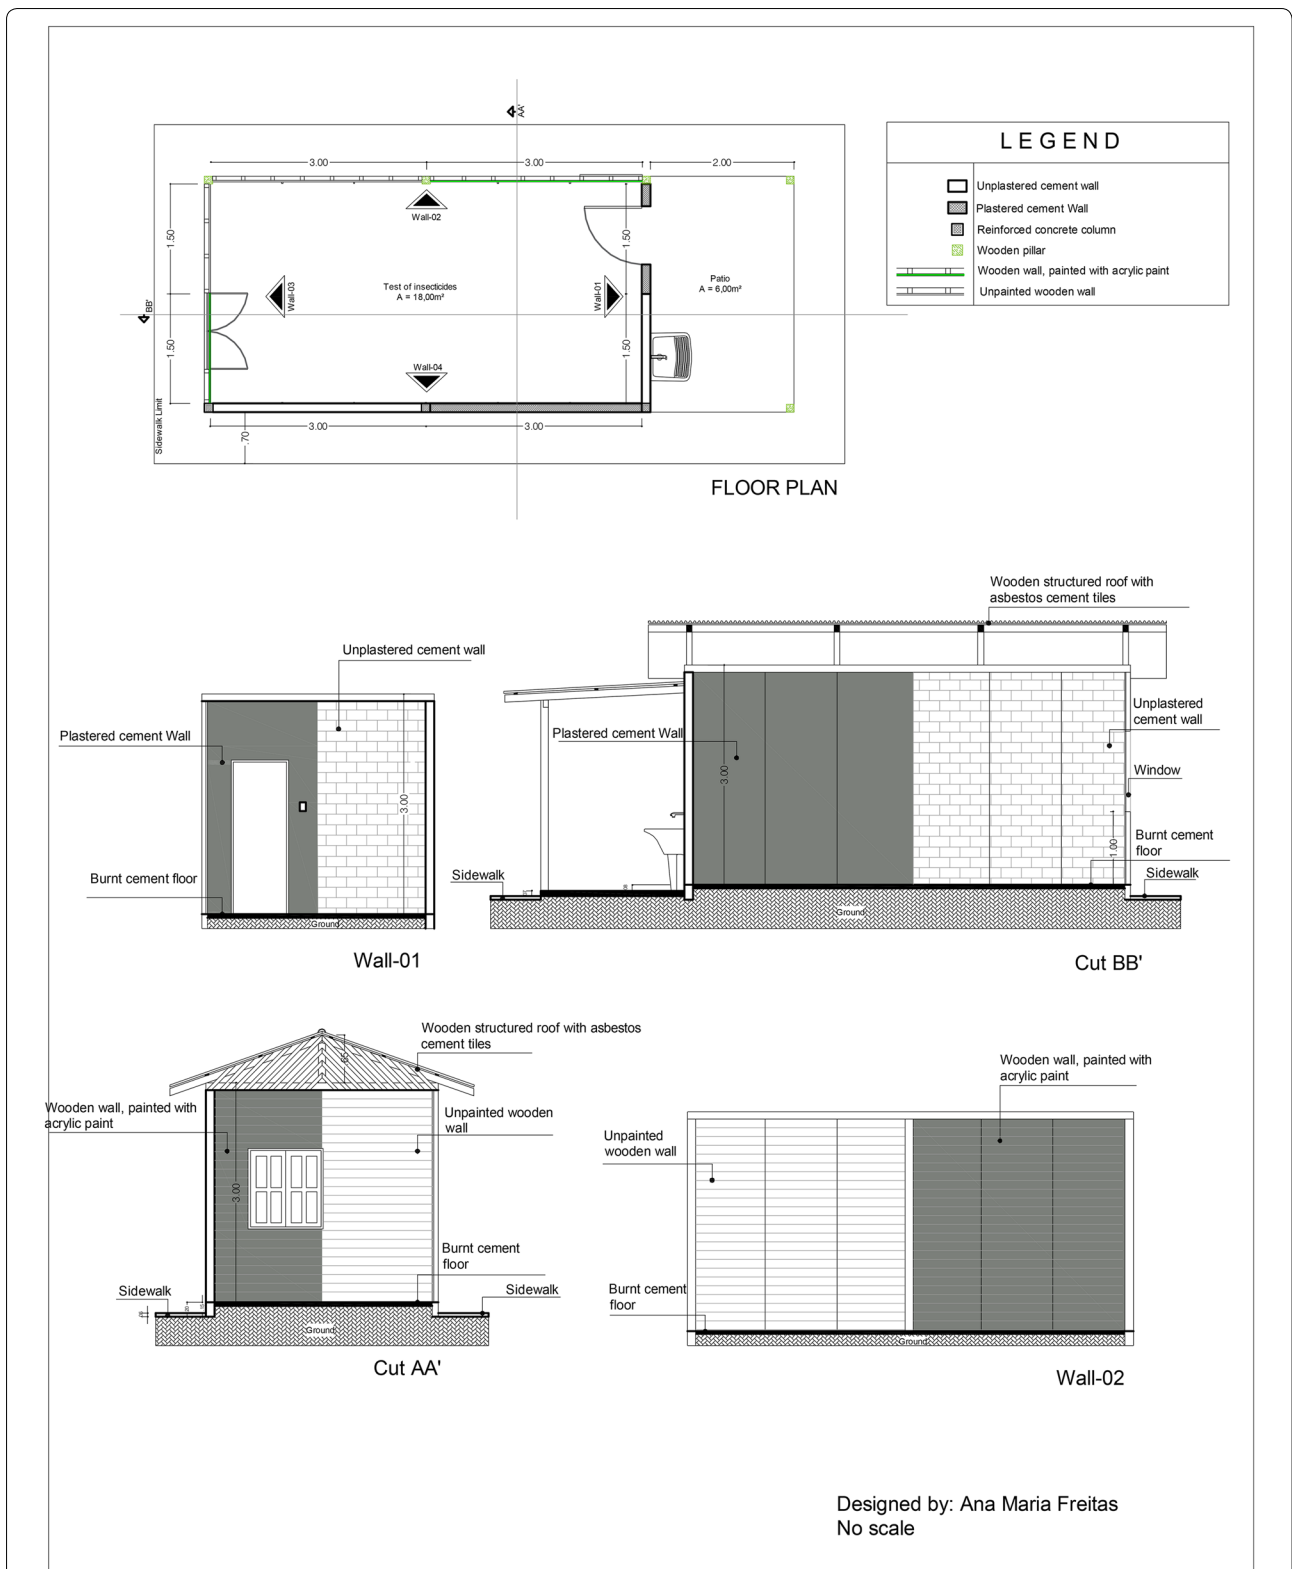 AA'
3.00
3.00
2.00
LEGEND
Unplastered cement wall
Plastered cement Wall
Reinforced concrete column
Wooden pillar
Wooden wall, painted with acrylic paint
Unpainted wooden wall
Wall-02
1.50
1.50
Wall-03
Test of insecticides
A = 18,00m²
Wall-01
Patio
A = 6,00m²
BB'
1.50
1.50
Wall-04
Sidewalk Limit
.70
3.00
3.00
FLOOR PLAN
Wooden structured roof with
asbestos cement tiles
Unplastered cement wall
Plastered cement Wall
3.00
Burnt cement floor
Ground
Wall-01
Plastered cement Wall
3.00
Unplastered
cement wall
Window
1.00
Burnt cement
floor
Sidewalk
Sidewalk
Ground
Cut BB'
Wooden structured roof with asbestos
cement tiles
Wooden wall, painted with
acrylic paint
Unpainted wooden
wall
3.00
Burnt cement
floor
Sidewalk
Sidewalk
Ground
Cut AA'
Wooden wall, painted with
acrylic paint
Unpainted
wooden wall
Burnt cement
floor
Ground
Wall-02
Designed by: Ana Maria Freitas
No scale